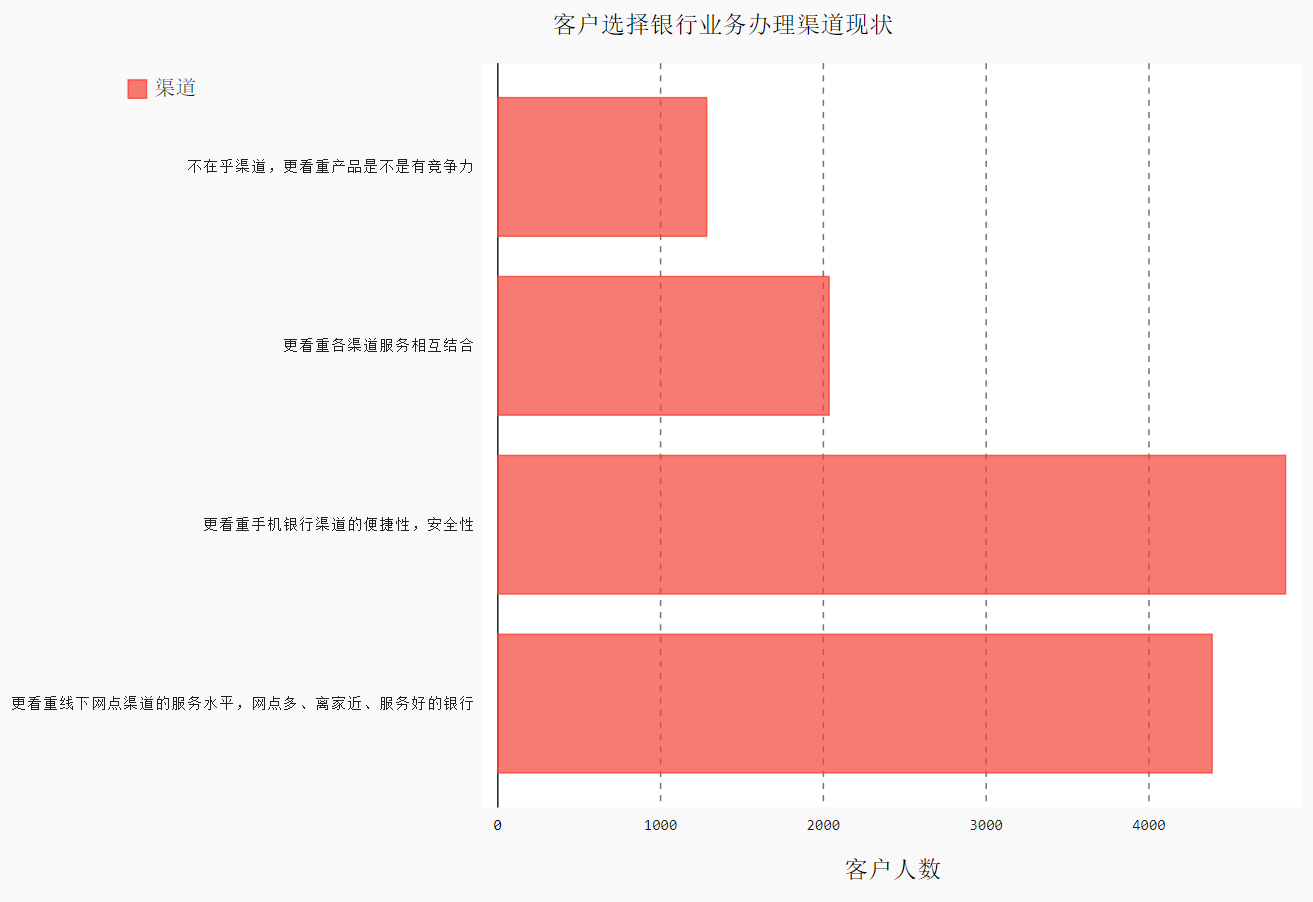 客户选择银行业务办理渠道现状
渠道
不在乎渠道，更看重产品是不是有竞争力
更看重各渠道服务相互结合
更看重手机银行渠道的便捷性，安全性
更看重线下网点渠道的服务水平，网点多、离家近、服务好的银行
0 1000 2000 3000 4000
客户人数